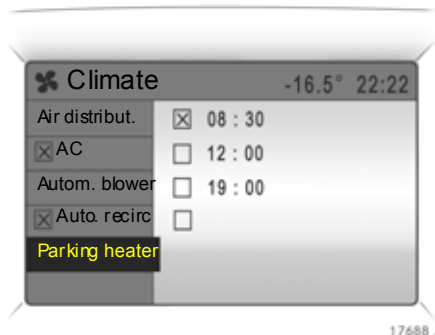 Climate -16.5° 22:22
Air distribut. 08 : 30
AC 12 : 00
Autom. blower 19 : 00
Auto. recirc
Parking heater
17688